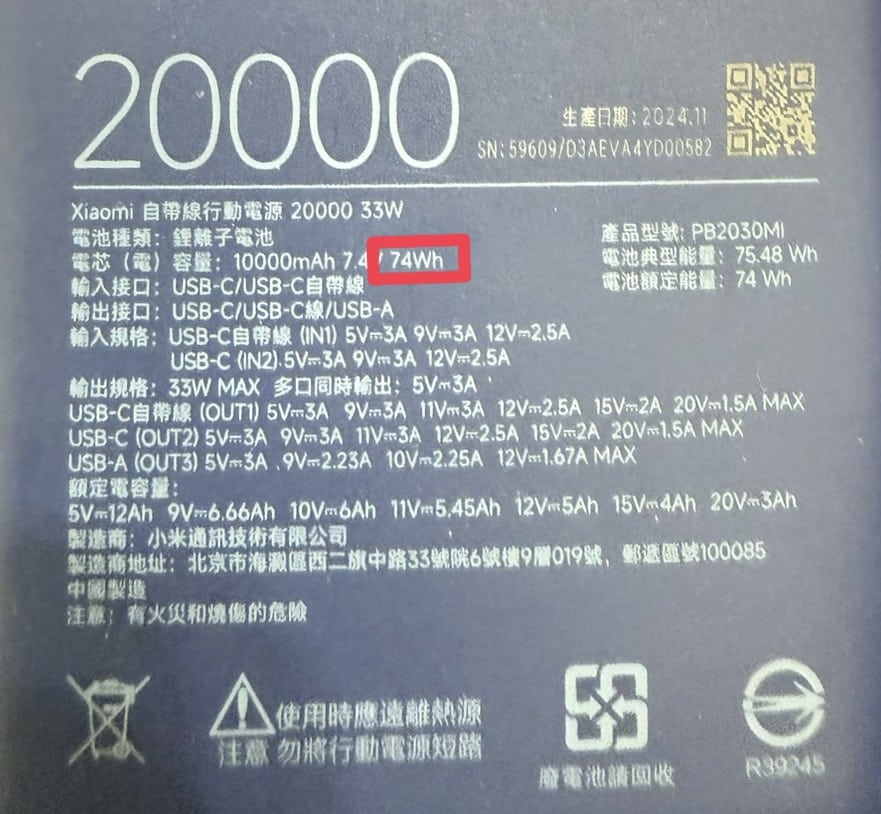 20000
生產日期: 2024.11
SN: 59609/D3AEVA4YD00582
Xiaomi 自帶線行動電源 20000 33W
電池種類: 鋰離子電池
產品型號: PB2030MI
電芯（電）容量: 10000mAh 7.4V 74Wh
電池典型能量: 75.48 Wh
輸入接口: USB-C/USB-C自帶線
電池額定能量: 74 Wh
輸出接口: USB-C/USB-C線/USB-A
輸入規格: USB-C自帶線 (IN1) 5V⎓3A 9V⎓3A 12V⎓2.5A
USB-C (IN2) 5V⎓3A 9V⎓3A 12V⎓2.5A
輸出規格: 33W MAX 多口同時輸出: 5V⎓3A
USB-C自帶線 (OUT1) 5V⎓3A 9V⎓3A 11V⎓3A 12V⎓2.5A 15V⎓2A 20V⎓1.5A MAX
USB-C (OUT2) 5V⎓3A 9V⎓3A 11V⎓3A 12V⎓2.5A 15V⎓2A 20V⎓1.5A MAX
USB-A (OUT3) 5V⎓3A 9V⎓2.23A 10V⎓2.25A 12V⎓1.67A MAX
額定電容量:
5V⎓12Ah 9V⎓6.66Ah 10V⎓6Ah 11V⎓5.45Ah 12V⎓5Ah 15V⎓4Ah 20V⎓3Ah
製造商: 小米通訊技術有限公司
製造商地址: 北京市海澱區西二旗中路33號院6號樓9層019號，郵遞區號100085
中國製造
注意: 有火災和燒傷的危險
使用時應遠離熱源
注意 勿將行動電源短路
廢電池請回收
R39245